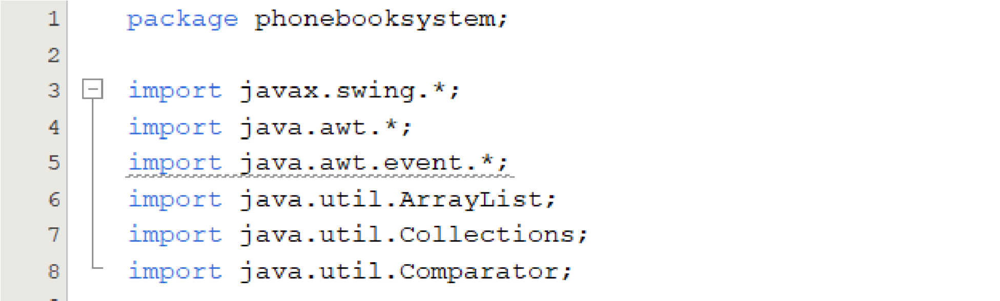 1 package phonebooksystem;
2
3 import javax.swing.*;
4 import java.awt.*;
5 import java.awt.event.*;
6 import java.util.ArrayList;
7 import java.util.Collections;
8 import java.util.Comparator;